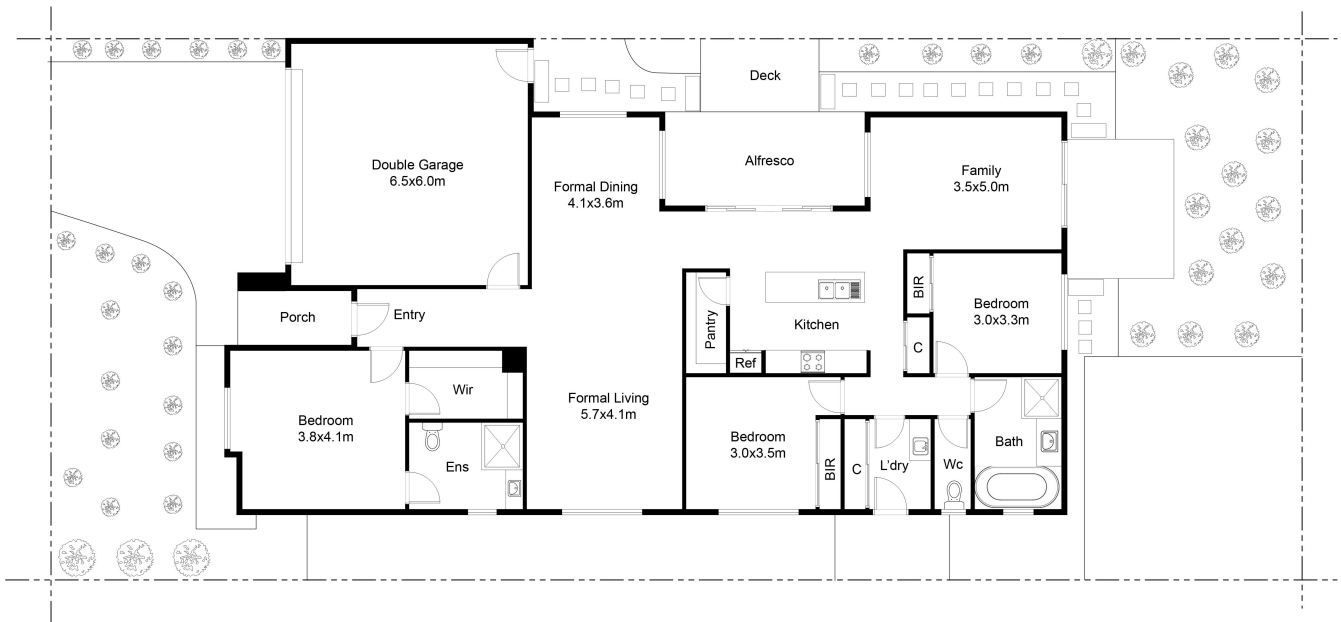 Deck
Double Garage
6.5x6.0m
Formal Dining
4.1x3.6m
Alfresco
Family
3.5x5.0m
BIR
Bedroom
3.0x3.3m
Porch
Entry
Pantry
Kitchen
C
Ref
Wir
Bedroom
3.8x4.1m
Formal Living
5.7x4.1m
Ens
Bedroom
3.0x3.5m
BIR
C
L'dry
Wc
Bath